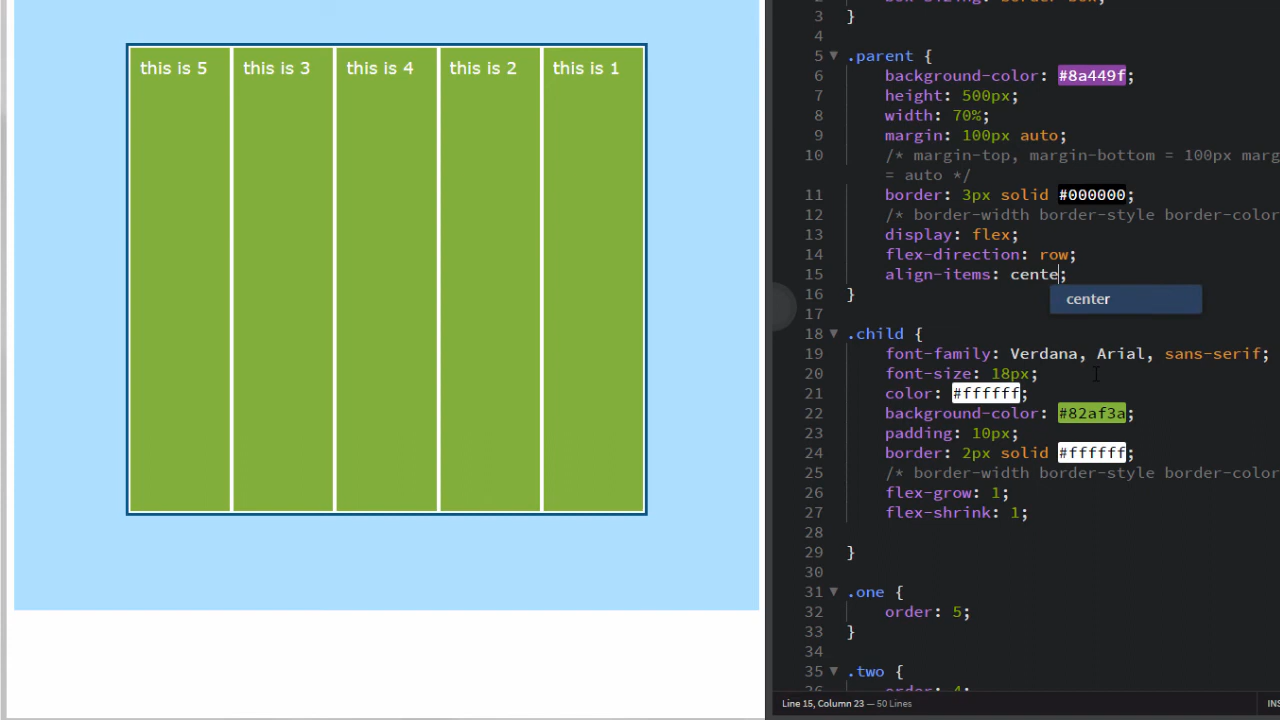 this is 5
this is 3
this is 4
this is 2
this is 1
3 }
4
5 .parent {
6 background-color: #8a449f;
7 height: 500px;
8 width: 70%;
9 margin: 100px auto;
10 /* margin-top, margin-bottom = 100px marg
= auto */
11 border: 3px solid #000000;
12 /* border-width border-style border-color
13 display: flex;
14 flex-direction: row;
15 align-items: cente;
center
16 }
17
18 .child {
19 font-family: Verdana, Arial, sans-serif;
20 font-size: 18px;
21 color: #ffffff;
22 background-color: #82af3a;
23 padding: 10px;
24 border: 2px solid #ffffff;
25 /* border-width border-style border-color
26 flex-grow: 1;
27 flex-shrink: 1;
28
29 }
30
31 .one {
32 order: 5;
33 }
34
35 .two {
36 order: 4;
Line 15, Column 23 — 50 Lines
INS